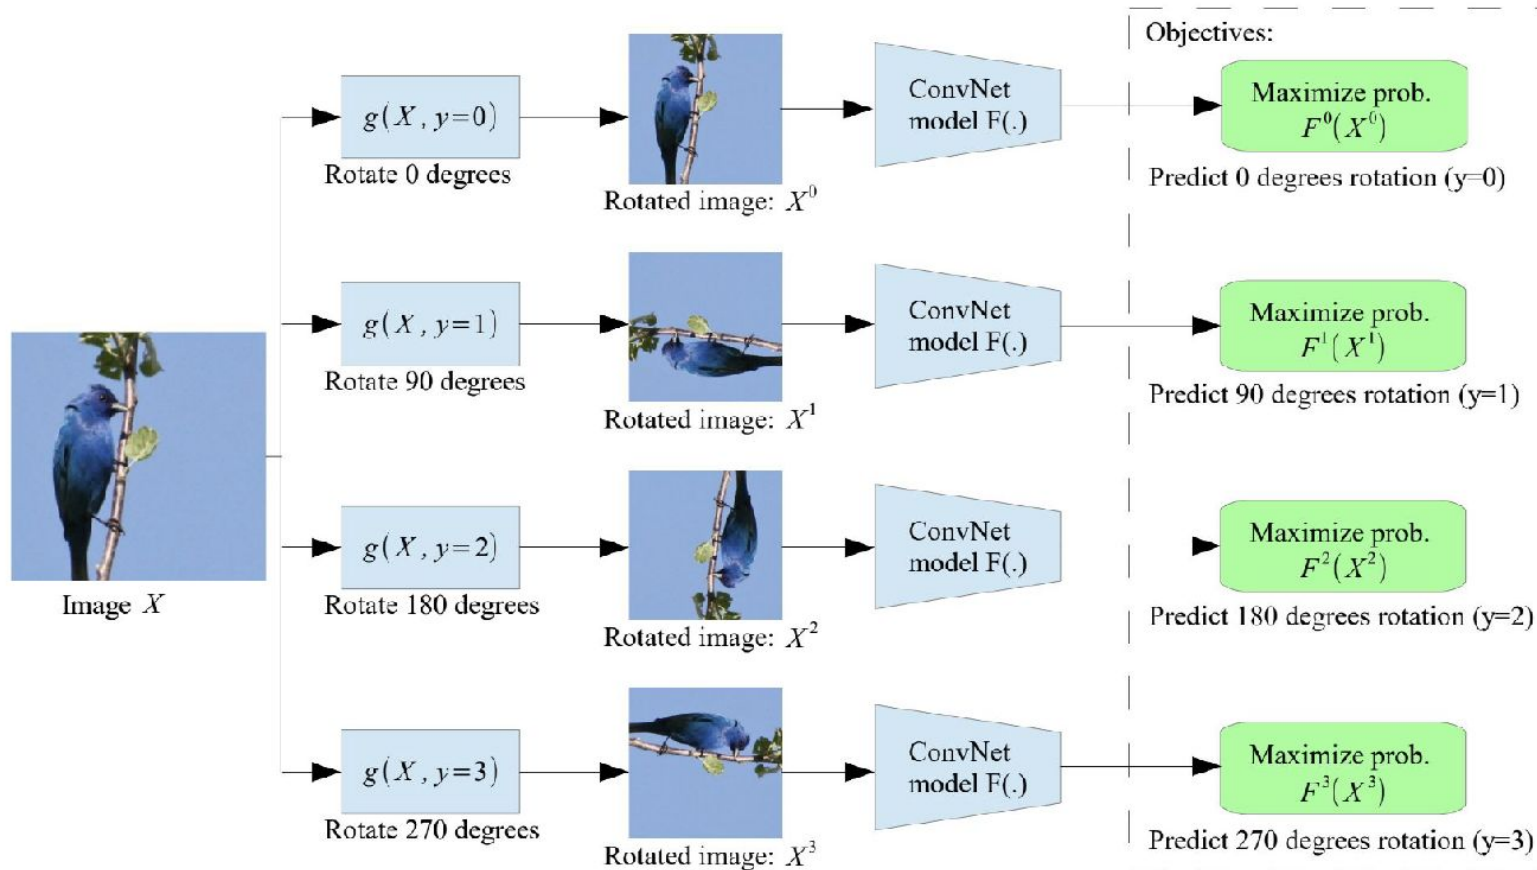 Objectives:
g(X, y=0)
Rotate 0 degrees
Rotated image: X⁰
ConvNet
model F(.)
Maximize prob.
F⁰(X⁰)
Predict 0 degrees rotation (y=0)
g(X, y=1)
Rotate 90 degrees
Rotated image: X¹
ConvNet
model F(.)
Maximize prob.
F¹(X¹)
Predict 90 degrees rotation (y=1)
Image X
g(X, y=2)
Rotate 180 degrees
Rotated image: X²
ConvNet
model F(.)
Maximize prob.
F²(X²)
Predict 180 degrees rotation (y=2)
g(X, y=3)
Rotate 270 degrees
Rotated image: X³
ConvNet
model F(.)
Maximize prob.
F³(X³)
Predict 270 degrees rotation (y=3)